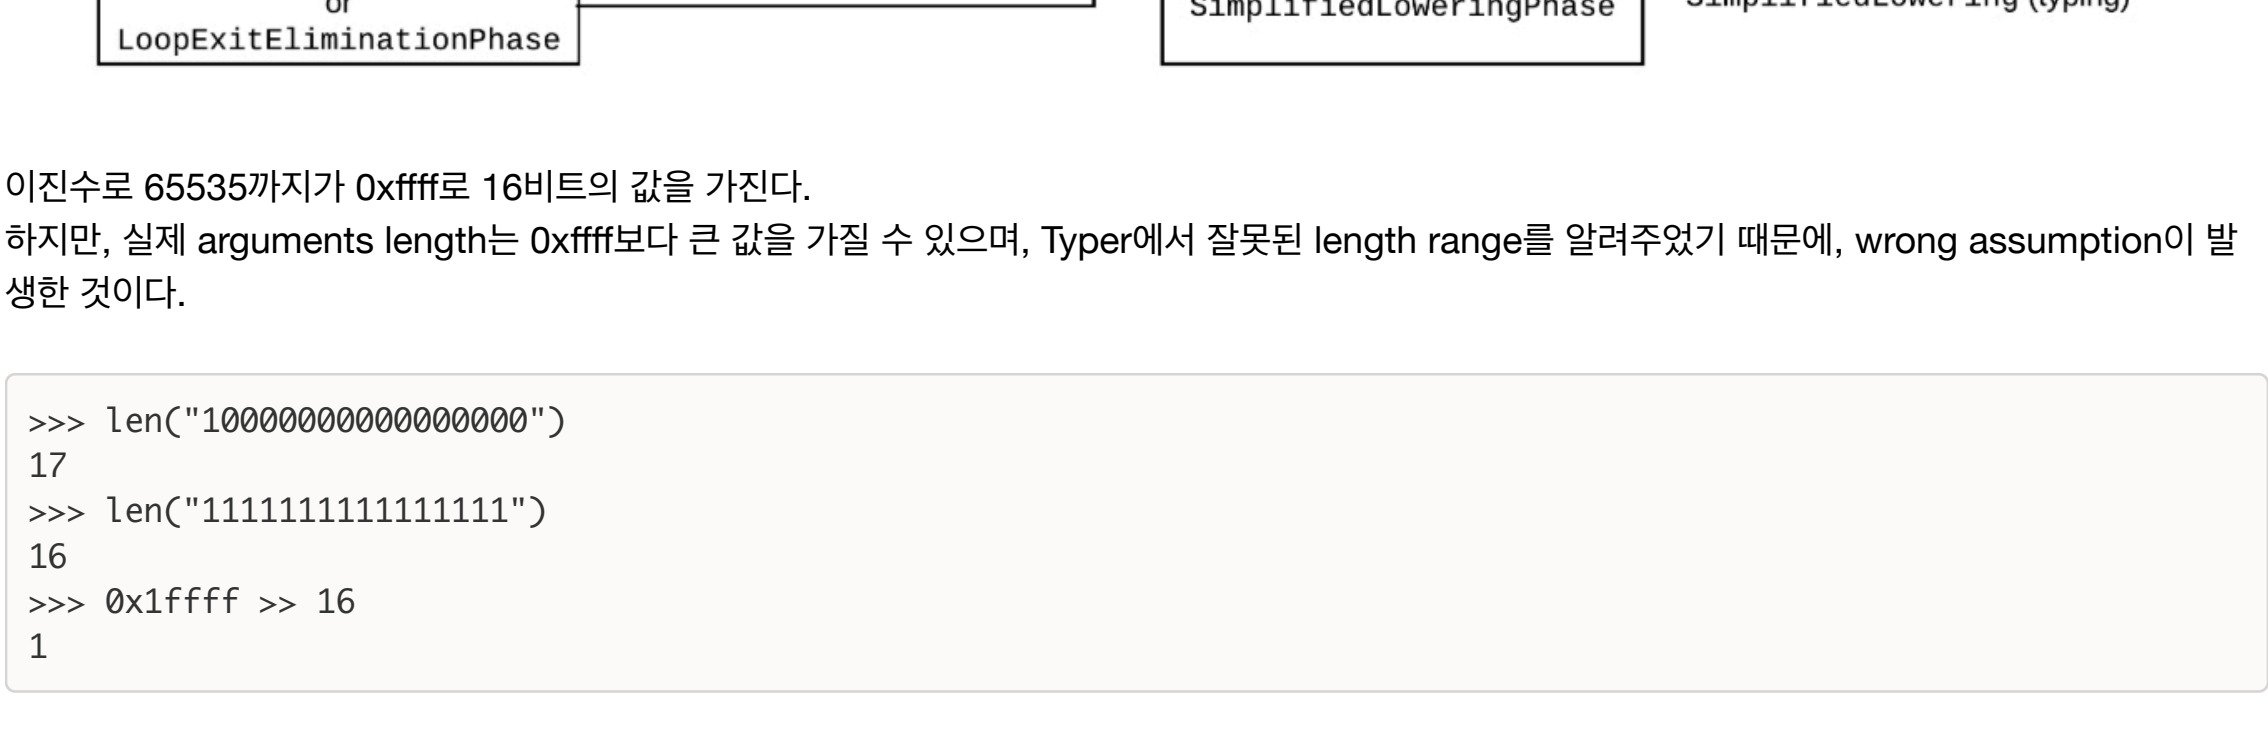 or
LoopExitEliminationPhase
SimplifiedLoweringPhase
SimplifiedLowering (typing)
이진수로 65535까지가 0xffff로 16비트의 값을 가진다.
하지만, 실제 arguments length는 0xffff보다 큰 값을 가질 수 있으며, Typer에서 잘못된 length range를 알려주었기 때문에, wrong assumption이 발
생한 것이다.
>>> len("10000000000000000")
17
>>> len("1111111111111111")
16
>>> 0x1ffff >> 16
1